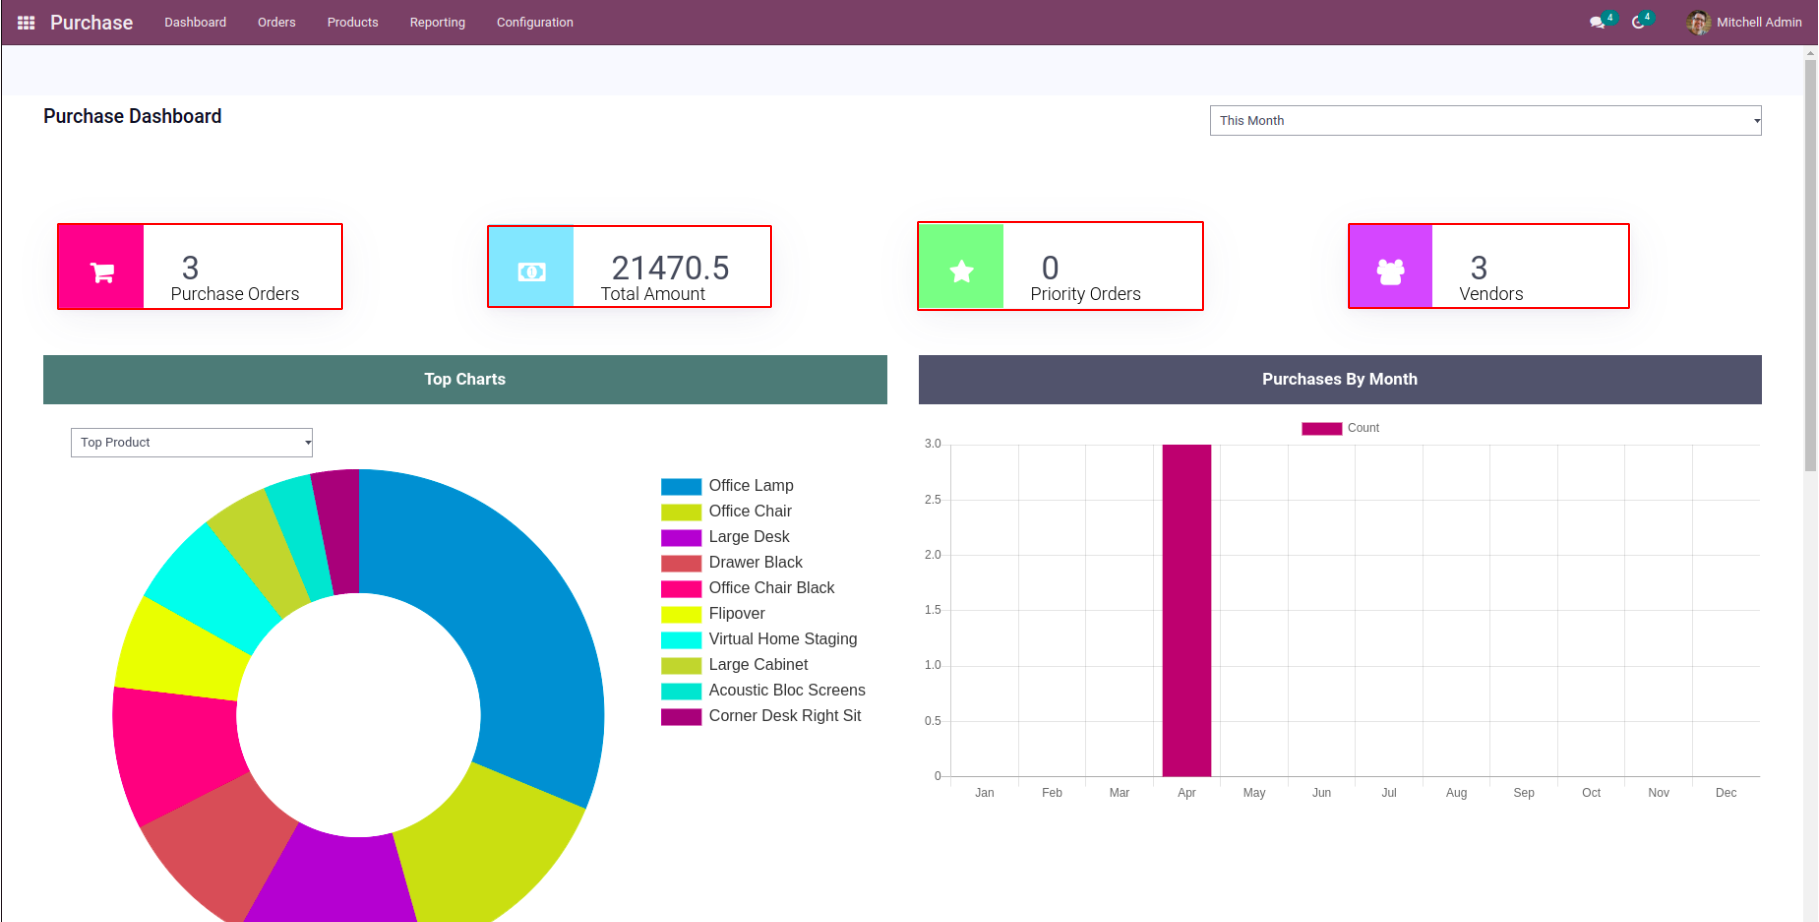 Purchase Dashboard Orders Products Reporting Configuration 4 4 Mitchell Admin
Purchase Dashboard
This Month
3
Purchase Orders
21470.5
Total Amount
0
Priority Orders
3
Vendors
Top Charts
Top Product
Office Lamp
Office Chair
Large Desk
Drawer Black
Office Chair Black
Flipover
Virtual Home Staging
Large Cabinet
Acoustic Bloc Screens
Corner Desk Right Sit
Purchases By Month
Count
3.0
2.5
2.0
1.5
1.0
0.5
0
Jan Feb Mar Apr May Jun Jul Aug Sep Oct Nov Dec